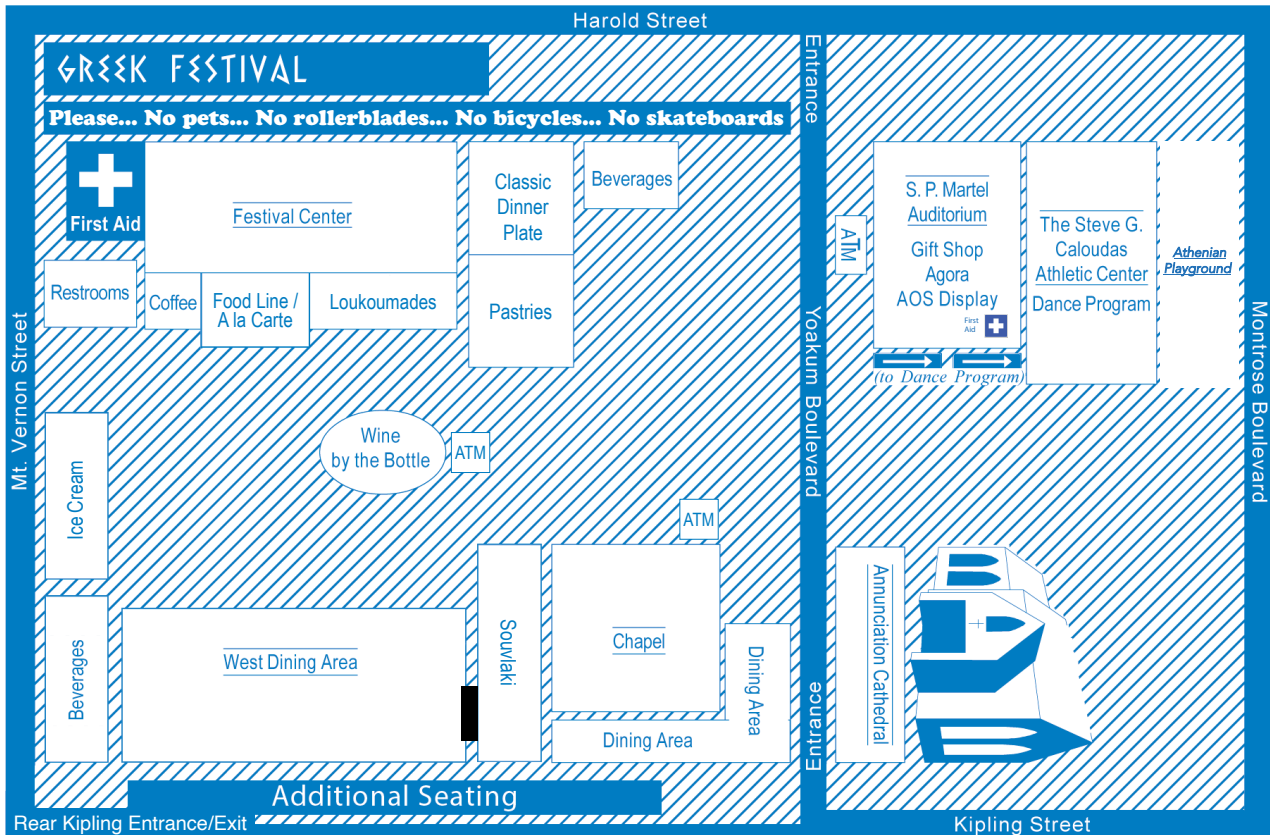 Harold Street
GREEK FESTIVAL
Please... No pets... No rollerblades... No bicycles... No skateboards
Entrance
First Aid
Festival Center
Classic
Dinner
Plate
Beverages
Restrooms
Coffee
Food Line /
A la Carte
Loukoumades
Pastries
ATM
S. P. Martel
Auditorium
Gift Shop
Agora
AOS Display
First
Aid
(to Dance Program)
The Steve G.
Caloudas
Athletic Center
Dance Program
Athenian
Playground
Mt. Vernon Street
Yoakum Boulevard
Montrose Boulevard
Wine
by the Bottle
ATM
Ice Cream
ATM
Beverages
West Dining Area
Souvlaki
Chapel
Dining Area
Dining Area
Entrance
Annunciation Cathedral
Additional Seating
Rear Kipling Entrance/Exit
Kipling Street